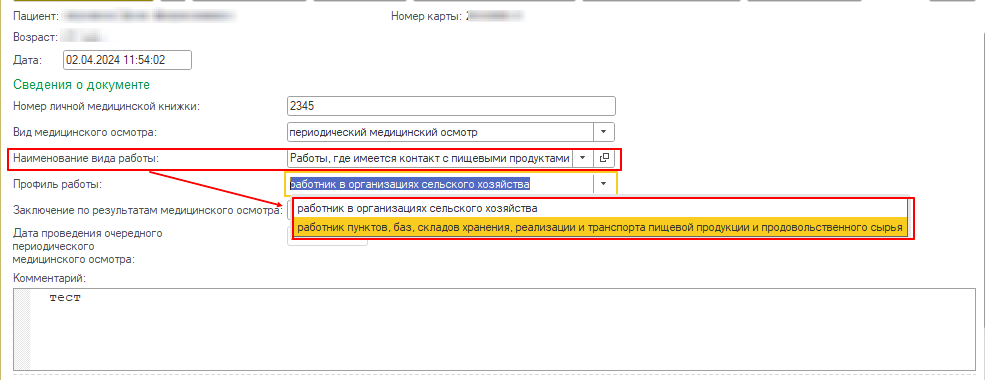 Пациент:
Номер карты:
Возраст:
Дата: 02.04.2024 11:54:02
Сведения о документе
Номер личной медицинской книжки: 2345
Вид медицинского осмотра: периодический медицинский осмотр
Наименование вида работы: Работы, где имеется контакт с пищевыми продуктами
Профиль работы: работник в организациях сельского хозяйства
Заключение по результатам медицинского осмотра:
работник в организациях сельского хозяйства
работник пунктов, баз, складов хранения, реализации и транспорта пищевой продукции и продовольственного сырья
Дата проведения очередного
периодического
медицинского осмотра:
Комментарий:
тест